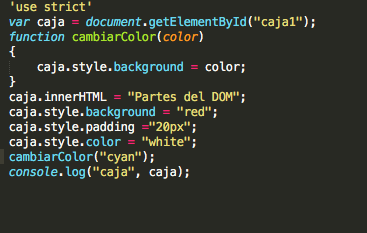 'use strict'
var caja = document.getElementById("caja1");
function cambiarColor(color)
{
    caja.style.background = color;
}
caja.innerHTML = "Partes del DOM";
caja.style.background = "red";
caja.style.padding ="20px";
caja.style.color = "white";
cambiarColor("cyan");
console.log("caja", caja);